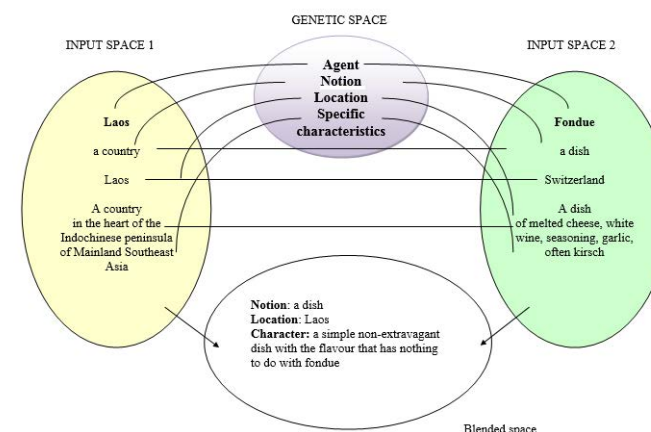 GENETIC SPACE
INPUT SPACE 1
INPUT SPACE 2
Agent
Notion
Location
Specific
characteristics
Laos
a country
Laos
A country
in the heart of the
Indochinese peninsula
of Mainland Southeast
Asia
Fondue
a dish
Switzerland
A dish
of melted cheese, white
wine, seasoning, garlic,
often kirsch
Notion: a dish
Location: Laos
Character: a simple non-extravagant
dish with the flavour that has nothing
to do with fondue
Blended space